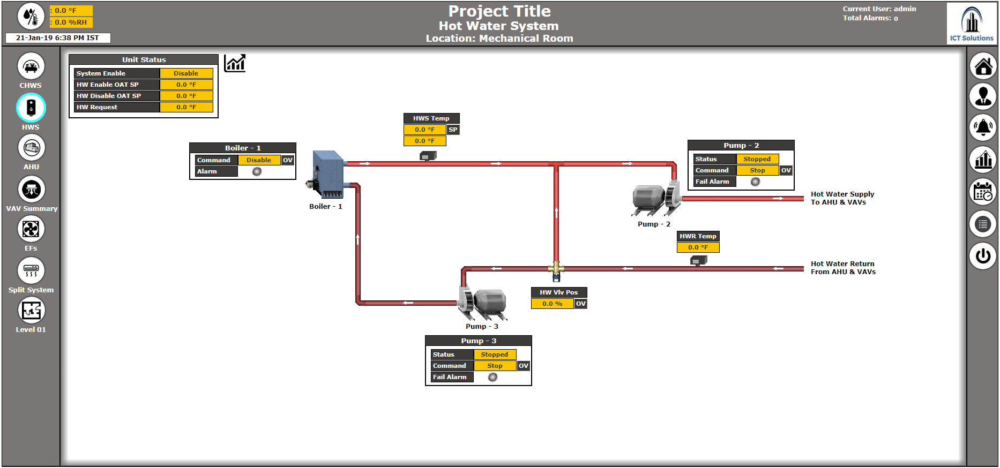 : 0.0 °F
: 0.0 %RH
21-Jan-19 6:38 PM IST
Project Title
Hot Water System
Location: Mechanical Room
Current User: admin
Total Alarms: 0
ICT Solutions
CHWS
HWS
AHU
VAV Summary
EFs
Split System
Level 01
Unit Status
System Enable Disable
HW Enable OAT SP 0.0 °F
HW Disable OAT SP 0.0 °F
HW Request 0.0 °F
HWS Temp
0.0 °F SP
0.0 °F
Boiler - 1
Command Disable OV
Alarm
Boiler - 1
Pump - 2
Status Stopped
Command Stop OV
Fail Alarm
Hot Water Supply
To AHU & VAVs
Pump - 2
HWR Temp
0.0 °F
Hot Water Return
From AHU & VAVs
HW Vlv Pos
0.0 % OV
Pump - 3
Pump - 3
Status Stopped
Command Stop OV
Fail Alarm